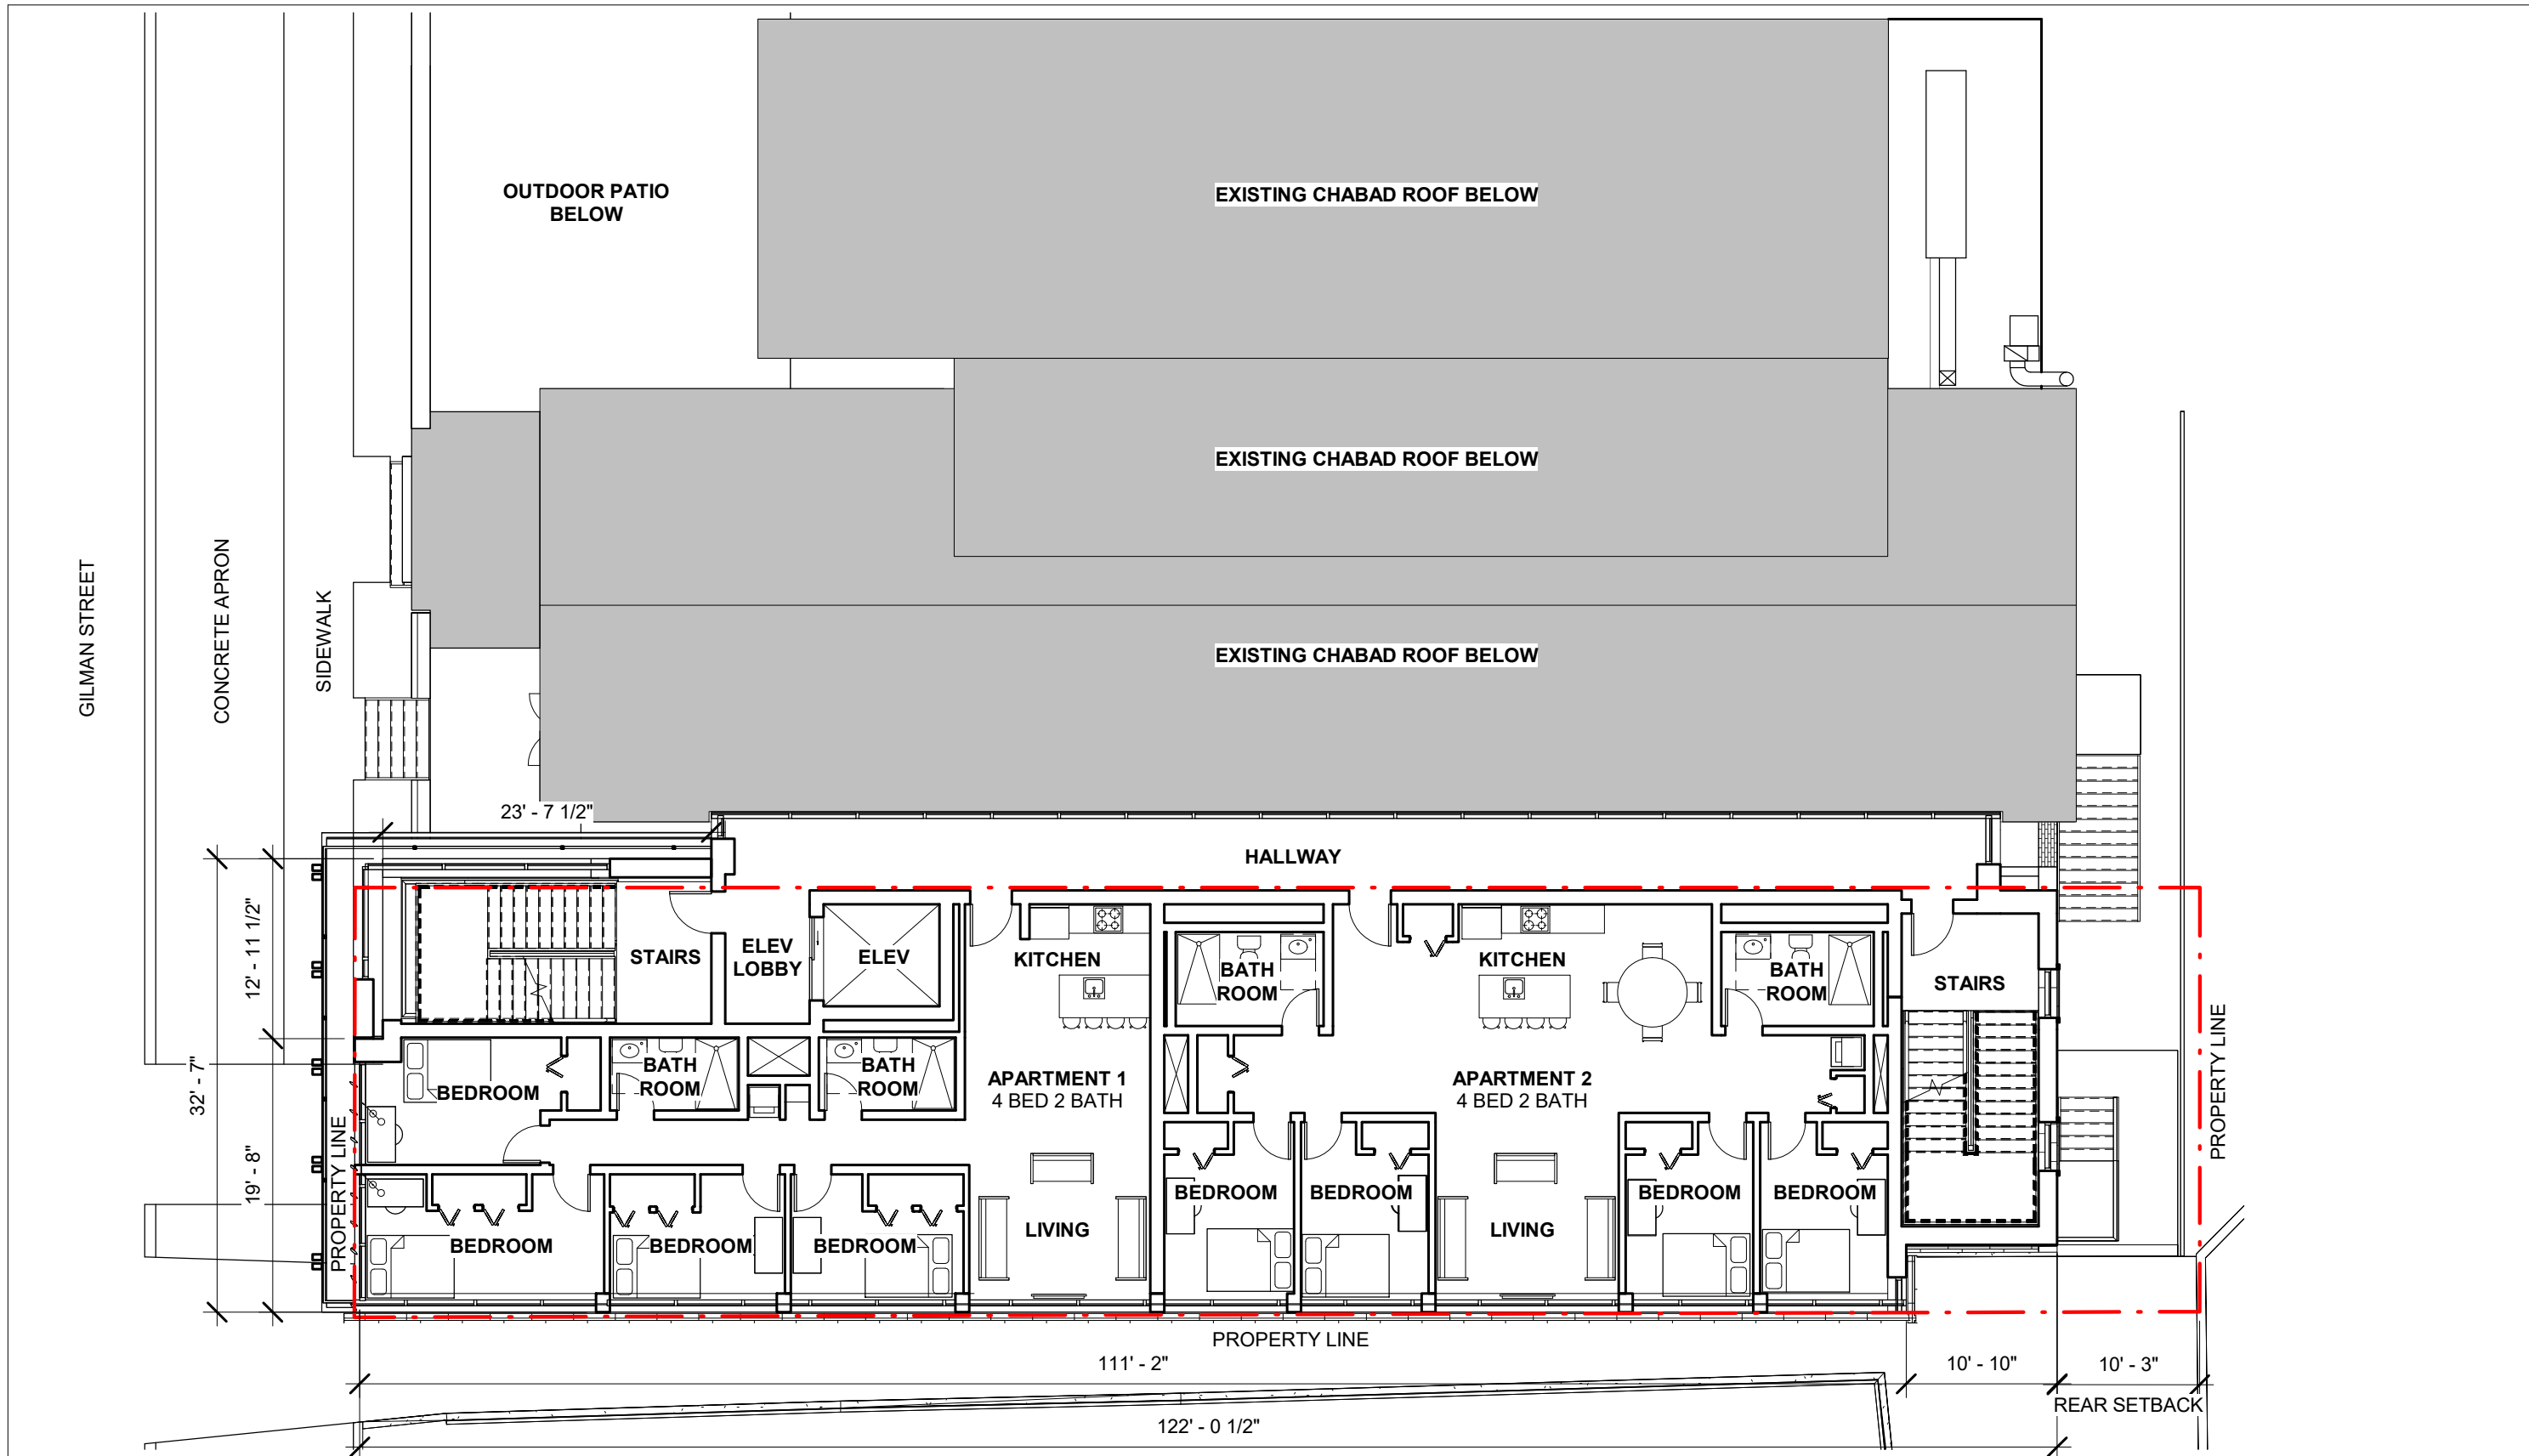 OUTDOOR PATIO
BELOW
EXISTING CHABAD ROOF BELOW
EXISTING CHABAD ROOF BELOW
EXISTING CHABAD ROOF BELOW
GILMAN STREET
CONCRETE APRON
SIDEWALK
23' - 7 1/2"
HALLWAY
32' - 7"
12' - 11 1/2"
19' - 8"
STAIRS
ELEV
LOBBY
ELEV
KITCHEN
BATH
ROOM
KITCHEN
BATH
ROOM
STAIRS
BEDROOM
BATH
ROOM
BATH
ROOM
APARTMENT 1
4 BED 2 BATH
APARTMENT 2
4 BED 2 BATH
PROPERTY LINE
PROPERTY LINE
BEDROOM
BEDROOM
BEDROOM
LIVING
BEDROOM
BEDROOM
LIVING
BEDROOM
BEDROOM
PROPERTY LINE
111' - 2"
10' - 10"
10' - 3"
REAR SETBACK
122' - 0 1/2"